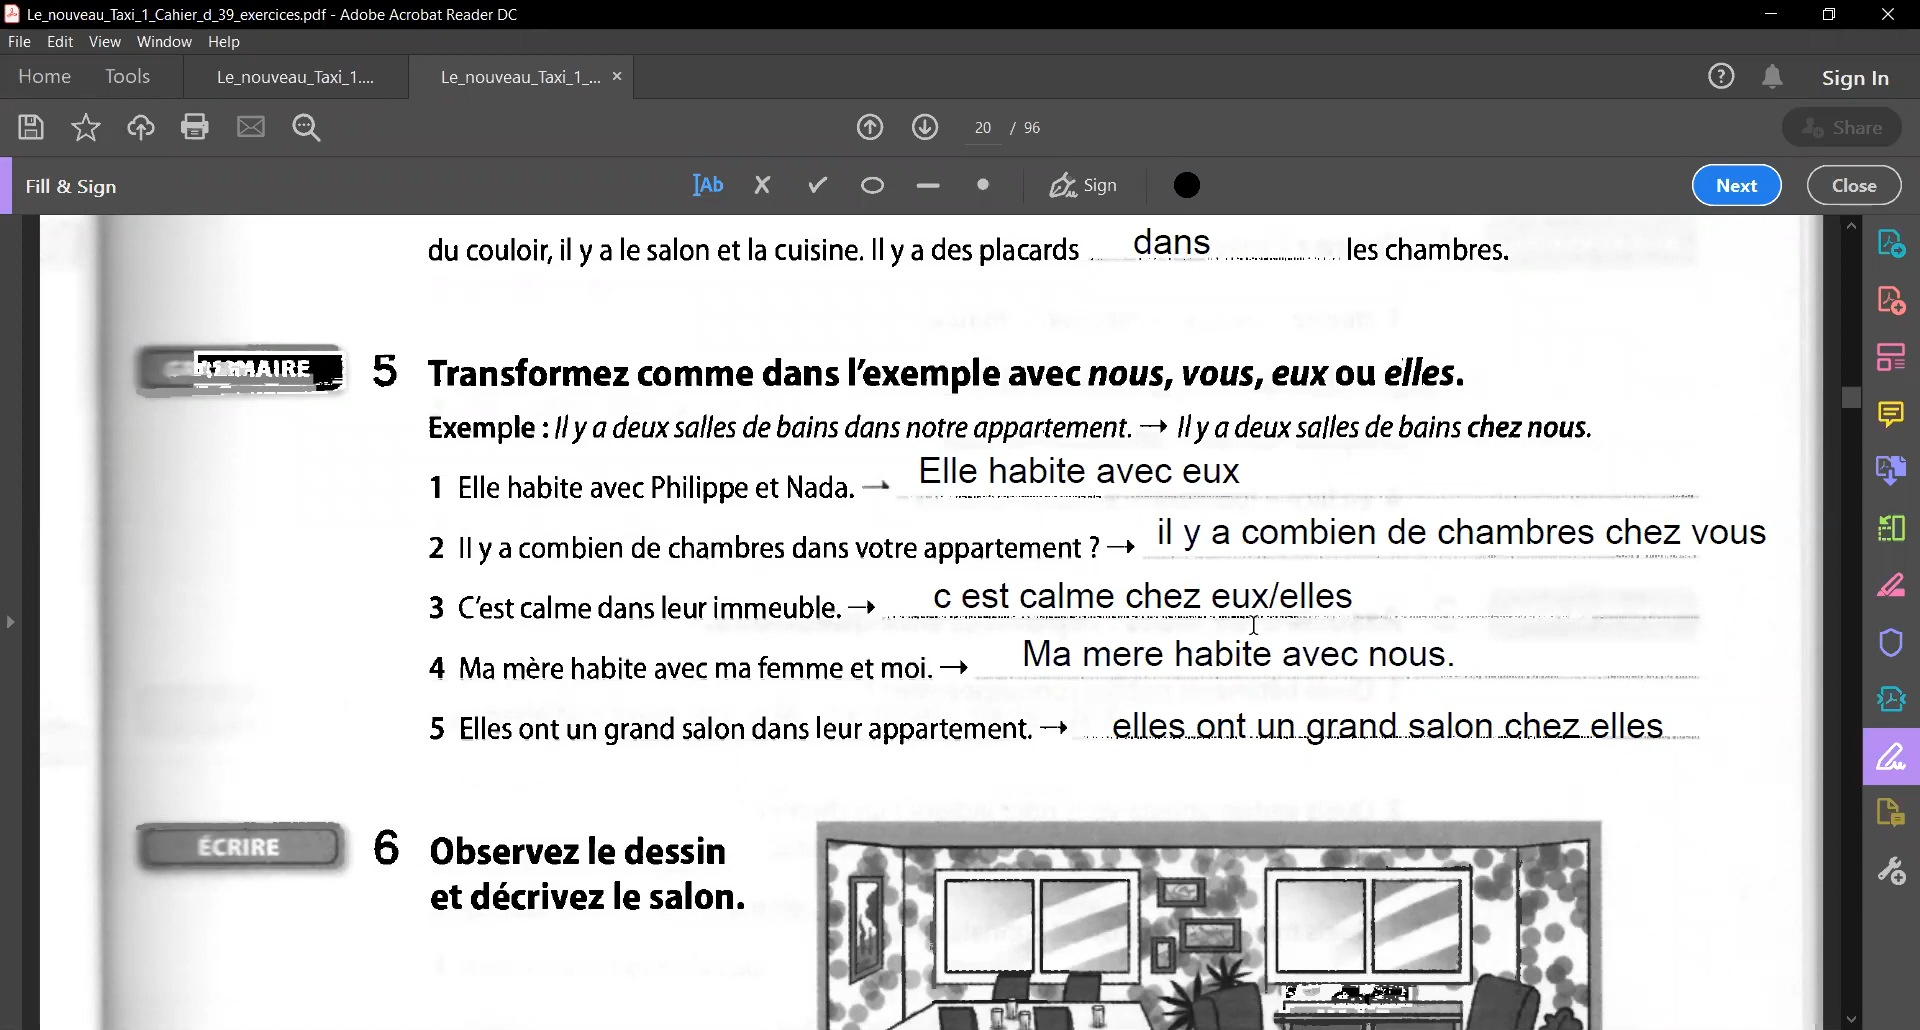 Le_nouveau_Taxi_1_Cahier_d_39_exercices.pdf - Adobe Acrobat Reader DC
File Edit View Window Help
Home Tools Le_nouveau_Taxi_1.... Le_nouveau_Taxi_1_... × Sign In
20 / 96 Share
Fill & Sign Ab Sign Next Close
du couloir, il y a le salon et la cuisine. Il y a des placards dans les chambres.
5 Transformez comme dans l'exemple avec nous, vous, eux ou elles.
Exemple : Il y a deux salles de bains dans notre appartement. → Il y a deux salles de bains chez nous.
1 Elle habite avec Philippe et Nada. → Elle habite avec eux
2 Il y a combien de chambres dans votre appartement ? → il y a combien de chambres chez vous
3 C'est calme dans leur immeuble. → c est calme chez eux/elles
4 Ma mère habite avec ma femme et moi. → Ma mere habite avec nous.
5 Elles ont un grand salon dans leur appartement. → elles ont un grand salon chez elles
ÉCRIRE 6 Observez le dessin
et décrivez le salon.